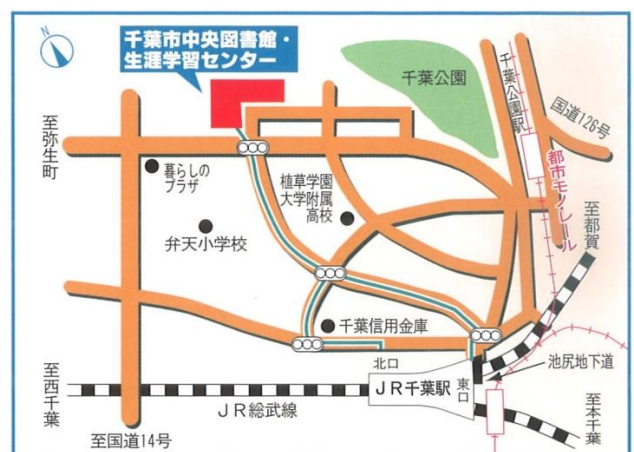 N
千葉市中央図書館・
生涯学習センター
千葉公園
千葉公園駅
国道126号
至弥生町
暮らしの
プラザ
植草学園
大学附属
高校
都市モノレール
至都賀
弁天小学校
千葉信用金庫
北口
池尻地下道
至西千葉
JR千葉駅
東口
JR総武線
至本千葉
至国道14号